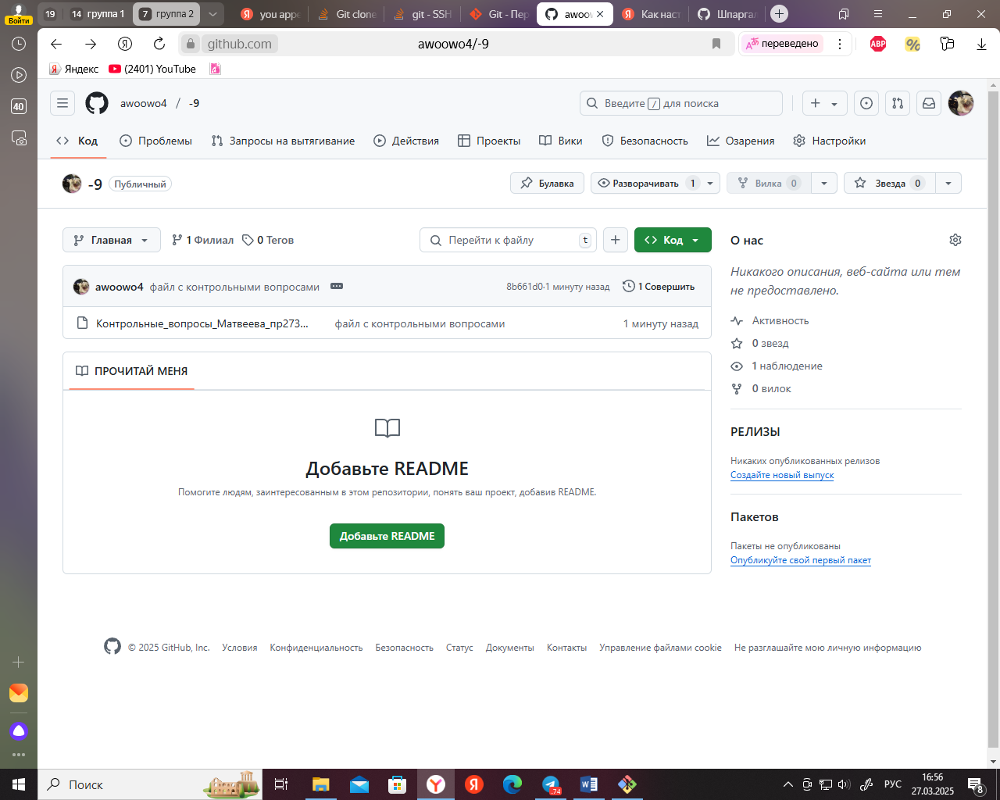 Войти
19
14 группа 1
7 группа 2
you appe
Git clone
git - SSH
Git - Пер
awoow
Как наст
Шпаргал
github.com
awoowo4/-9
переведено
ABP
Яндекс
(2401) YouTube
40
awoowo4 / -9
Введите / для поиска
Код
Проблемы
Запросы на вытягивание
Действия
Проекты
Вики
Безопасность
Озарения
Настройки
-9 Публичный
Булавка
Разворачивать 1
Вилка 0
Звезда 0
Главная
1 Филиал
0 Тегов
Перейти к файлу t
Код
awoowo4 файл с контрольными вопросами
8b661d0·1 минуту назад
1 Совершить
Контрольные_вопросы_Матвеева_пр273...
файл с контрольными вопросами
1 минуту назад
ПРОЧИТАЙ МЕНЯ
Добавьте README
Помогите людям, заинтересованным в этом репозитории, понять ваш проект, добавив README.
Добавьте README
О нас
Никакого описания, веб-сайта или тем
не предоставлено.
Активность
0 звезд
1 наблюдение
0 вилок
РЕЛИЗЫ
Никаких опубликованных релизов
Создайте новый выпуск
Пакетов
Пакеты не опубликованы
Опубликуйте свой первый пакет
© 2025 GitHub, Inc.
Условия
Конфиденциальность
Безопасность
Статус
Документы
Контакты
Управление файлами cookie
Не разглашайте мою личную информацию
Поиск
74
РУС
16:56
27.03.2025
8